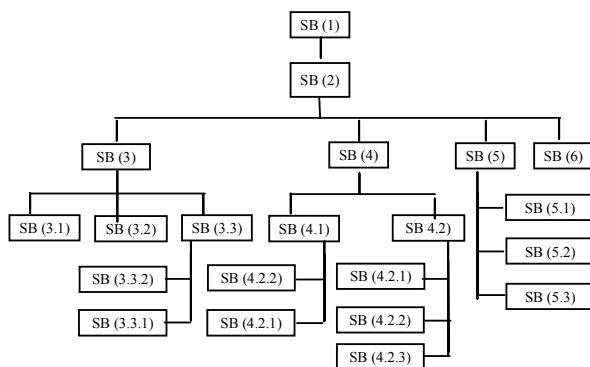 SB (1)
SB (2)
SB (3)
SB (4)
SB (5)
SB (6)
SB (3.1)
SB (3.2)
SB (3.3)
SB (4.1)
SB 4.2)
SB (5.1)
SB (5.2)
SB (5.3)
SB (3.3.2)
SB (3.3.1)
SB (4.2.2)
SB (4.2.1)
SB (4.2.1)
SB (4.2.2)
SB (4.2.3)